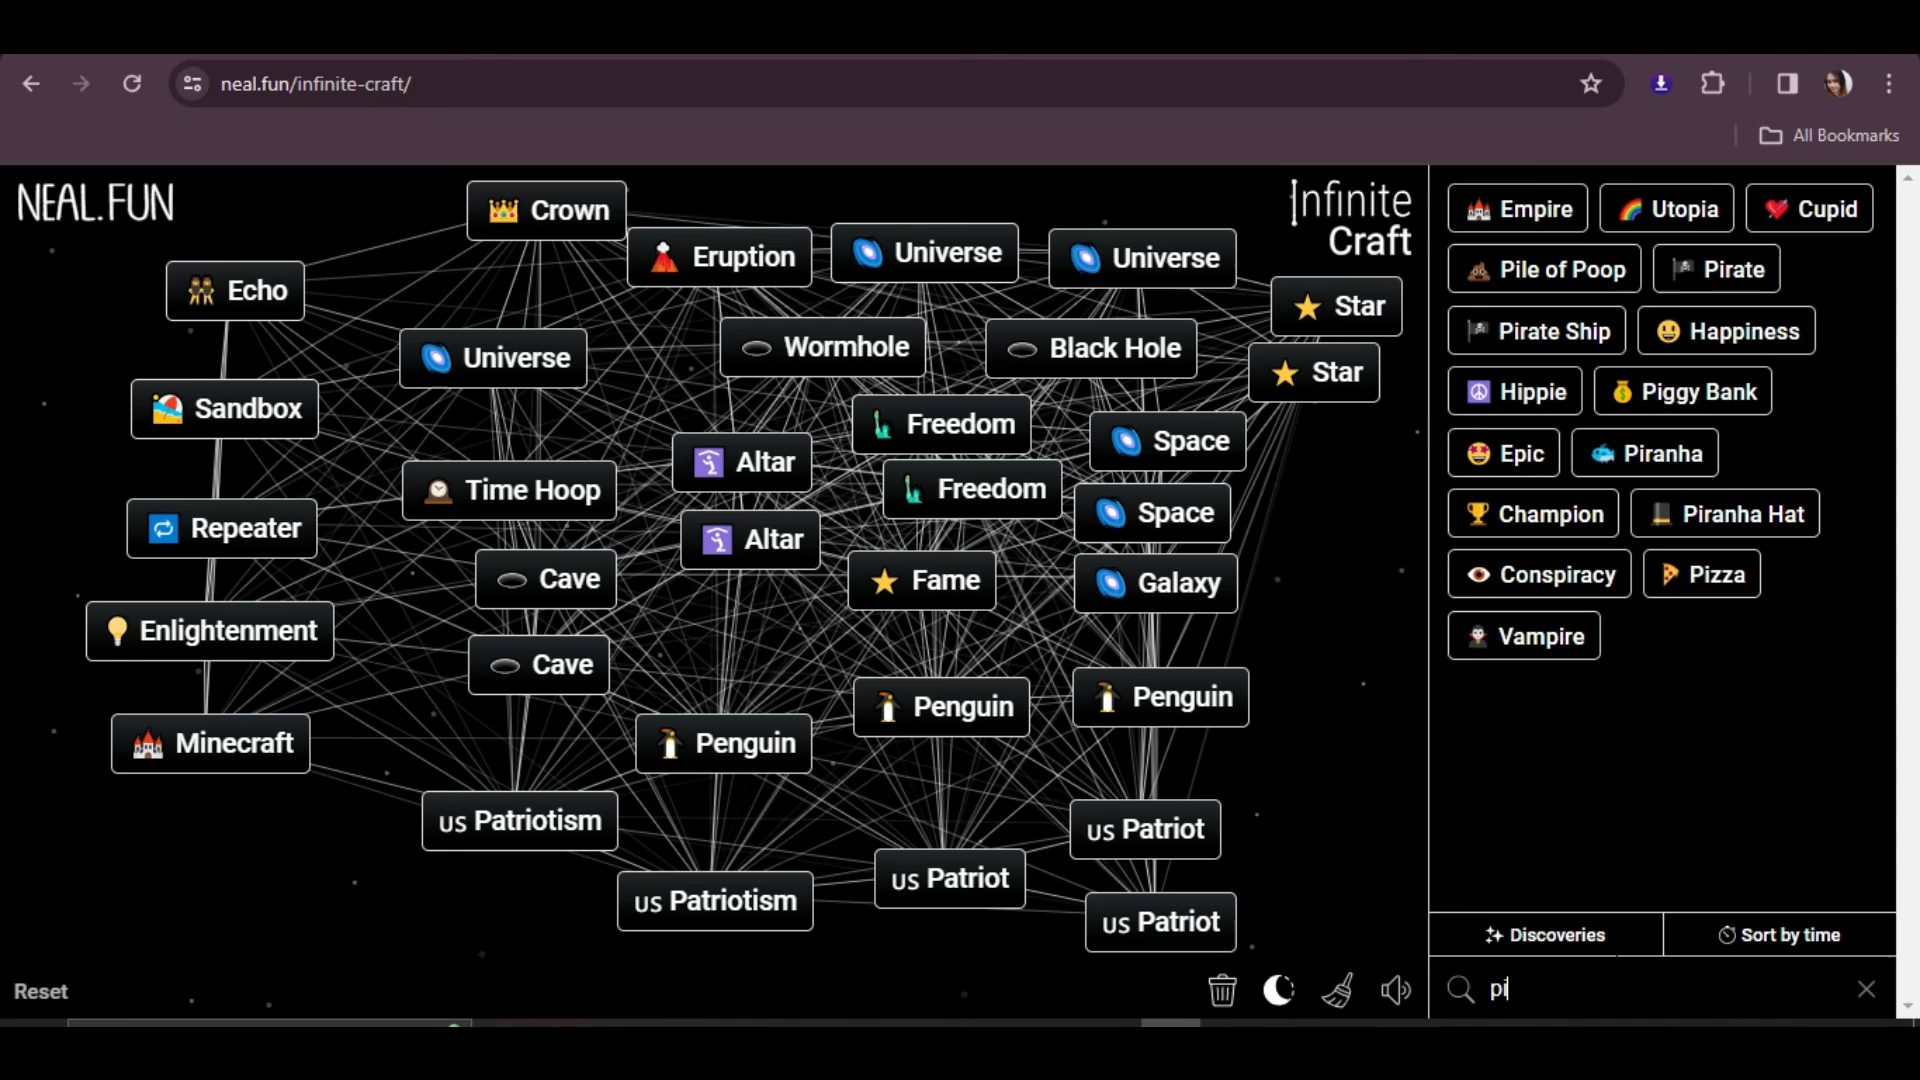 neal.fun/infinite-craft/
All Bookmarks
NEAL.FUN
Infinite
Craft
Crown
Eruption
Universe
Universe
Echo
Star
Universe
Wormhole
Black Hole
Star
Sandbox
Freedom
Space
Altar
Time Hoop
Freedom
Space
Repeater
Altar
Cave
Fame
Galaxy
Enlightenment
Cave
Penguin
Penguin
Minecraft
Penguin
US Patriotism
US Patriot
US Patriot
US Patriotism
US Patriot
Reset
Empire
Utopia
Cupid
Pile of Poop
Pirate
Pirate Ship
Happiness
Hippie
Piggy Bank
Epic
Piranha
Champion
Piranha Hat
Conspiracy
Pizza
Vampire
Discoveries
Sort by time
pi